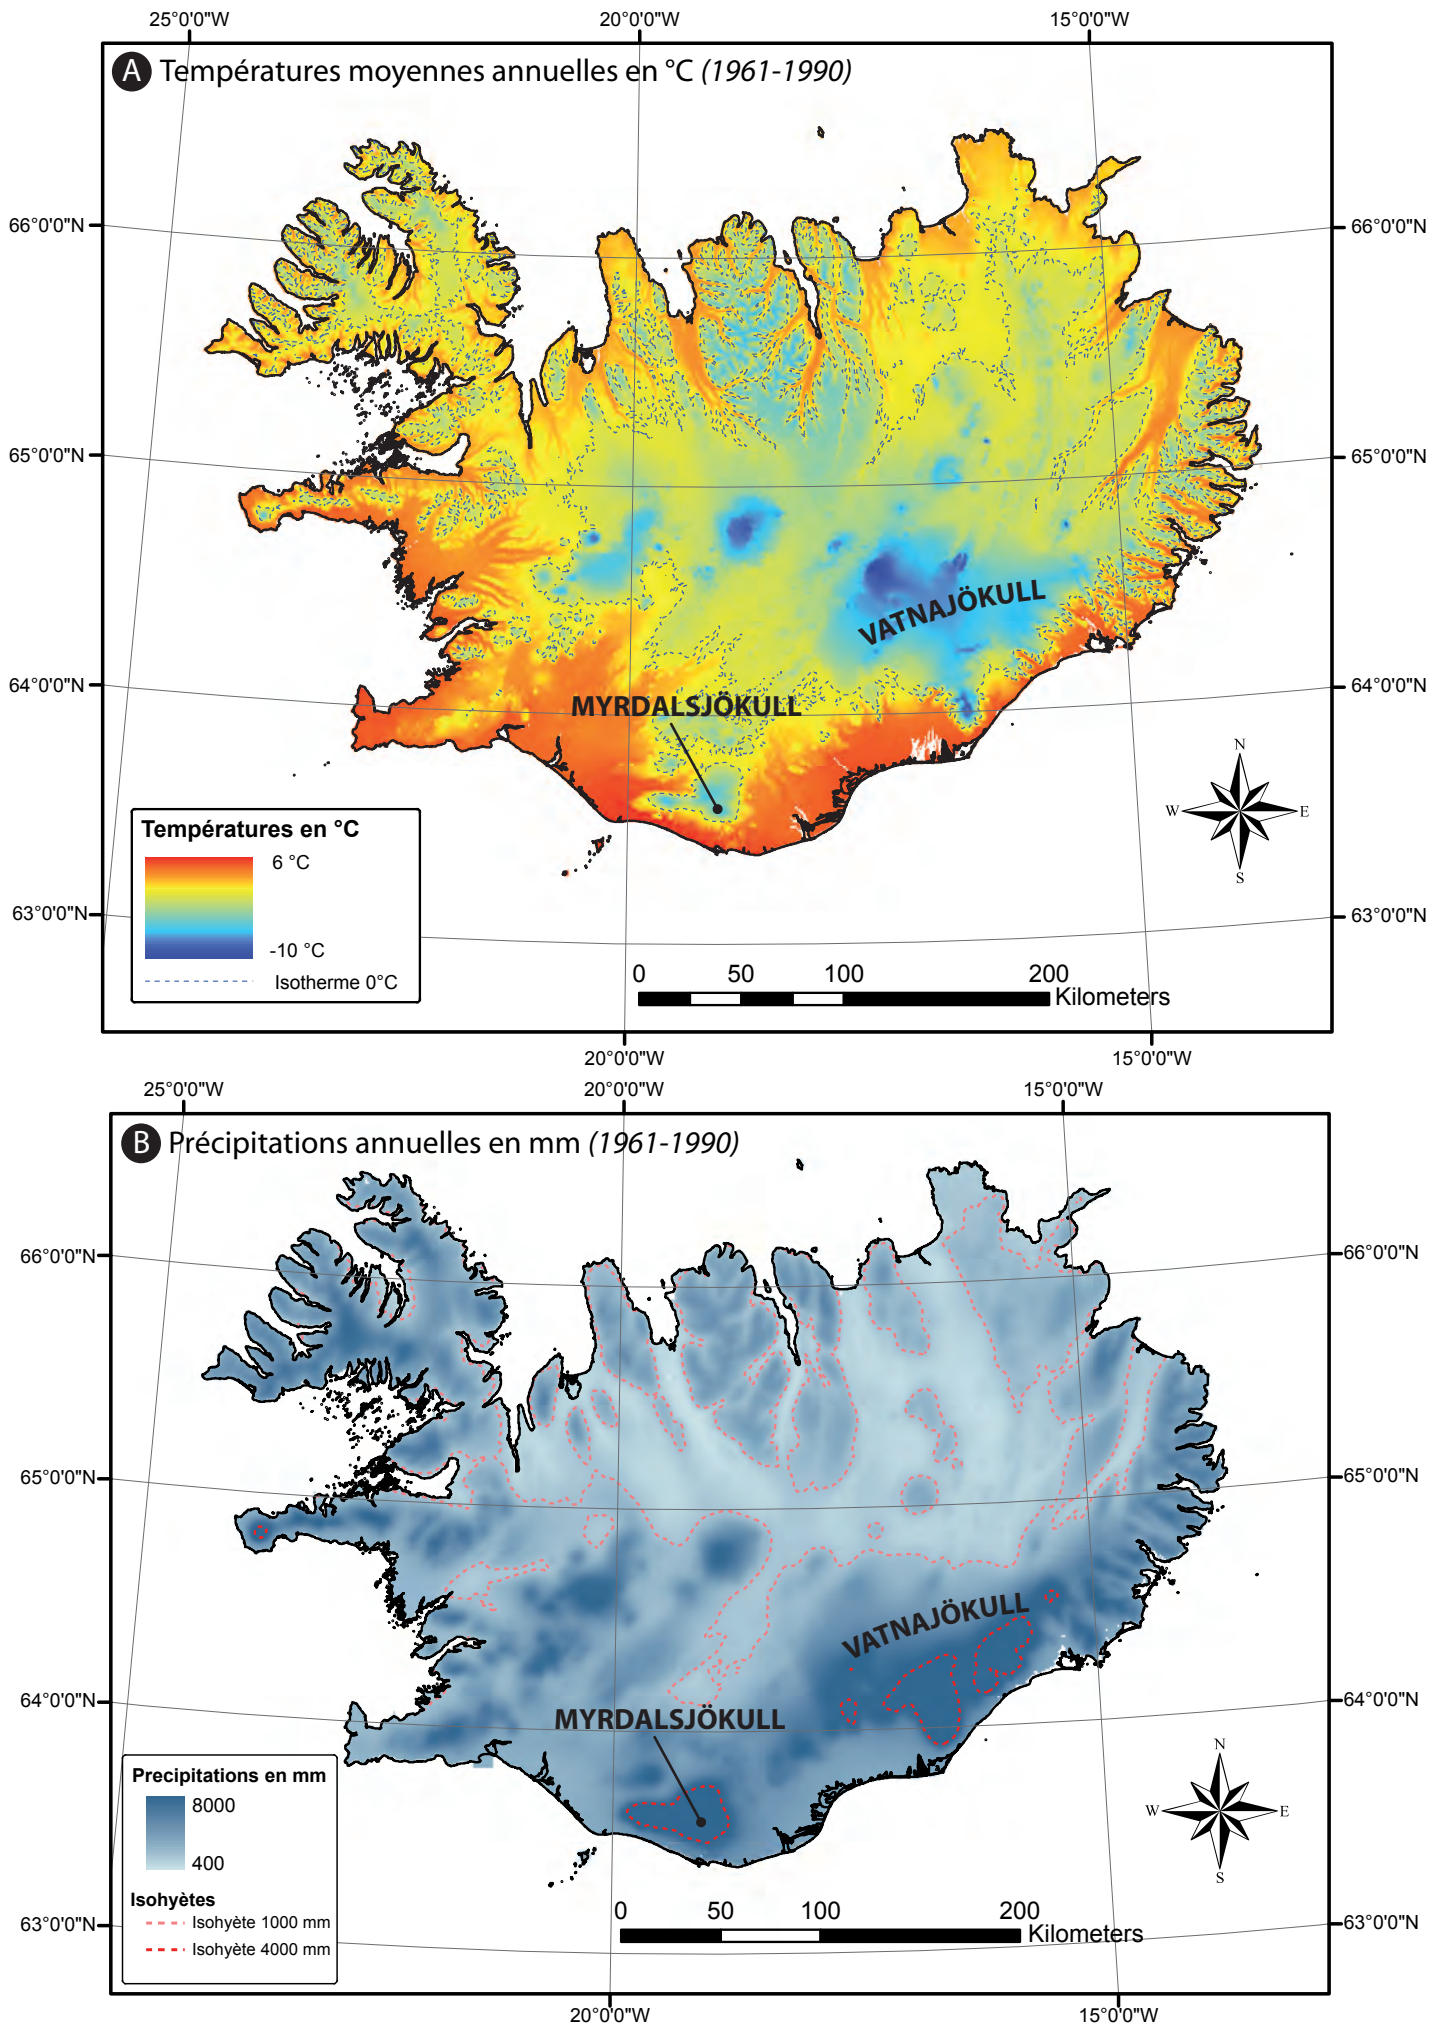 25°0'0"W 20°0'0"W 15°0'0"W
A Températures moyennes annuelles en °C (1961-1990)
66°0'0"N 66°0'0"N
65°0'0"N 65°0'0"N
VATNAJÖKULL
64°0'0"N 64°0'0"N
MYRDALSJÖKULL
N
W E
S
Températures en °C
6 °C
-10 °C
Isotherme 0°C
63°0'0"N 63°0'0"N
0 50 100 200
Kilometers
20°0'0"W 15°0'0"W
25°0'0"W 20°0'0"W 15°0'0"W
B Précipitations annuelles en mm (1961-1990)
66°0'0"N 66°0'0"N
65°0'0"N 65°0'0"N
VATNAJÖKULL
64°0'0"N 64°0'0"N
MYRDALSJÖKULL
N
W E
S
Precipitations en mm
8000
400
Isohyètes
Isohyète 1000 mm
Isohyète 4000 mm
63°0'0"N 63°0'0"N
0 50 100 200
Kilometers
20°0'0"W 15°0'0"W